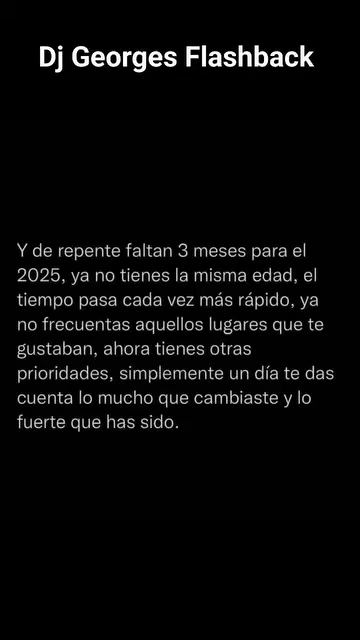 Dj Georges Flashback
Y de repente faltan 3 meses para el
2025, ya no tienes la misma edad, el
tiempo pasa cada vez más rápido, ya
no frecuentas aquellos lugares que te
gustaban, ahora tienes otras
prioridades, simplemente un día te das
cuenta lo mucho que cambiaste y lo
fuerte que has sido.